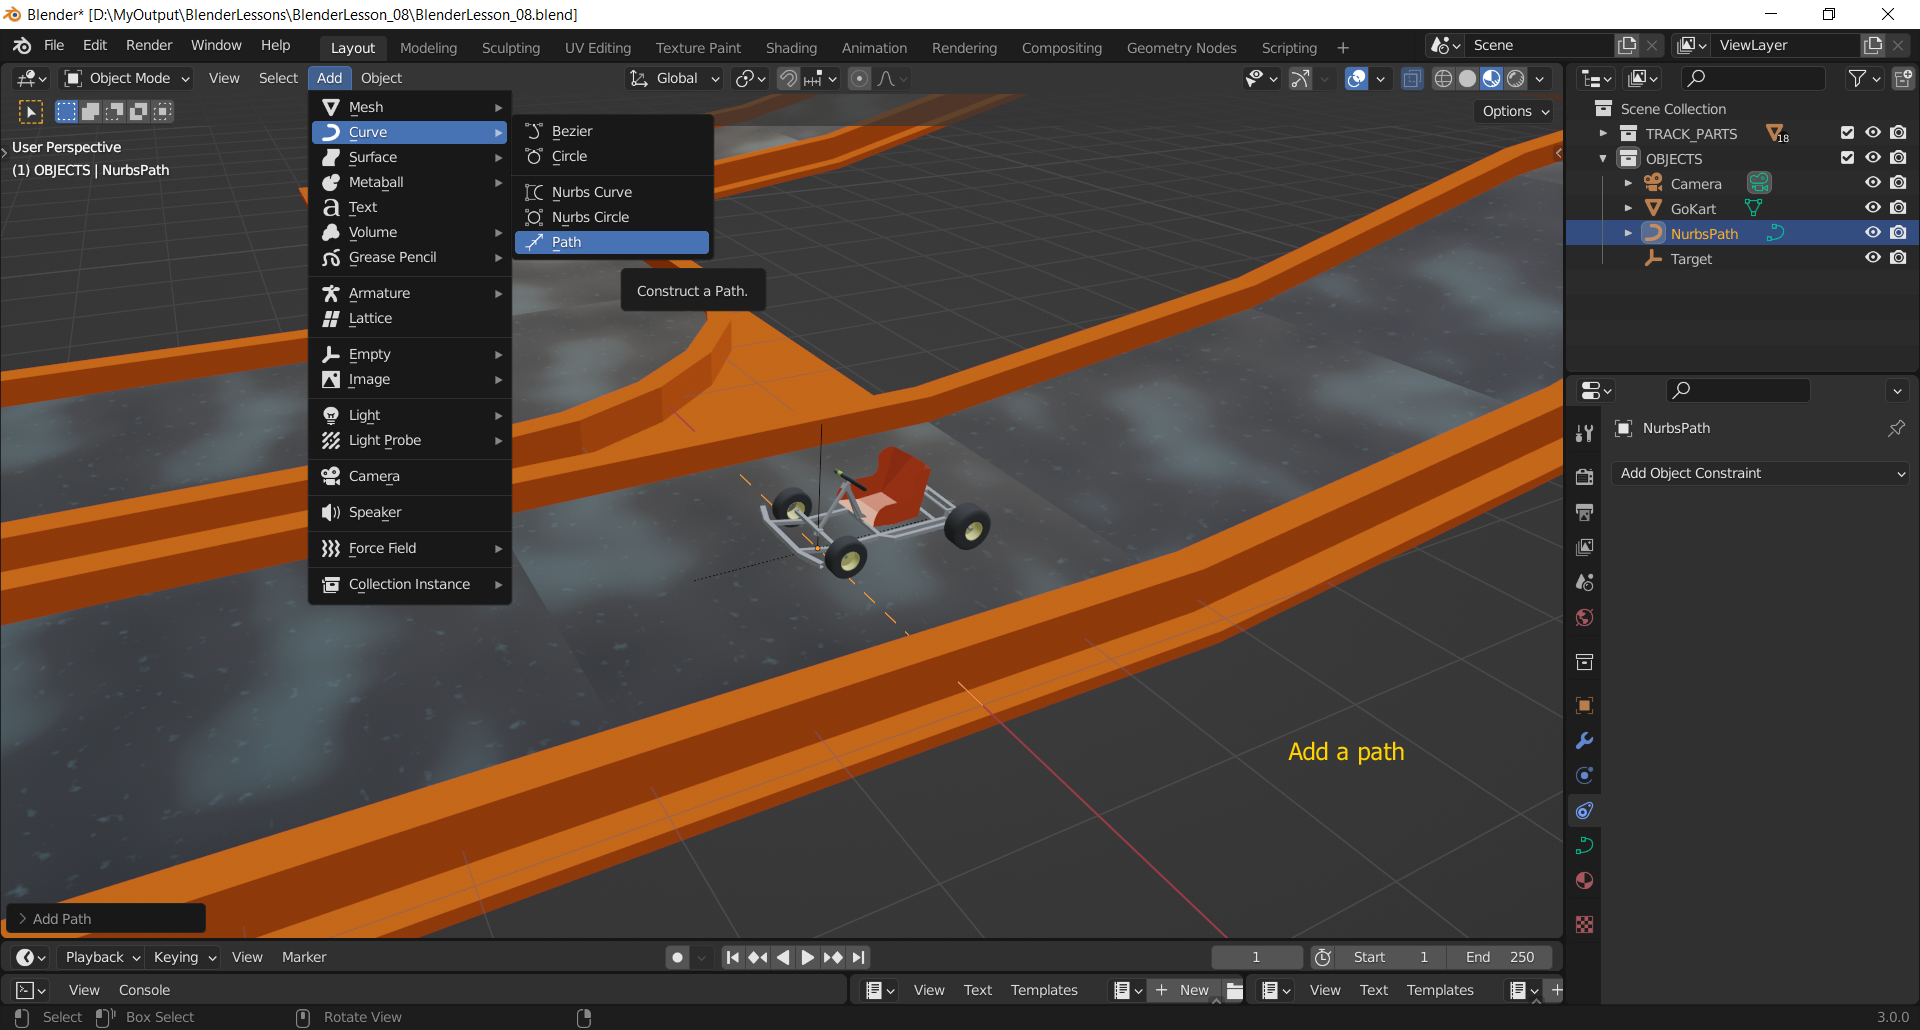 Blender* [D:\MyOutput\BlenderLessons\BlenderLesson_08\BlenderLesson_08.blend]
File Edit Render Window Help Layout Modeling Sculpting UV Editing Texture Paint Shading Animation Rendering Compositing Geometry Nodes Scripting + Scene ViewLayer
Object Mode View Select Add Object Global
Options
User Perspective
(1) OBJECTS | NurbsPath
Mesh
Curve
Surface
Metaball
Text
Volume
Grease Pencil
Armature
Lattice
Empty
Image
Light
Light Probe
Camera
Speaker
Force Field
Collection Instance
Bezier
Circle
Nurbs Curve
Nurbs Circle
Path
Construct a Path.
Scene Collection
TRACK_PARTS 18
OBJECTS
Camera
GoKart
NurbsPath
Target
NurbsPath
Add Object Constraint
Add a path
Add Path
Playback Keying View Marker 1 Start 1 End 250
View Console View Text Templates + New View Text Templates +
Select Box Select Rotate View 3.0.0